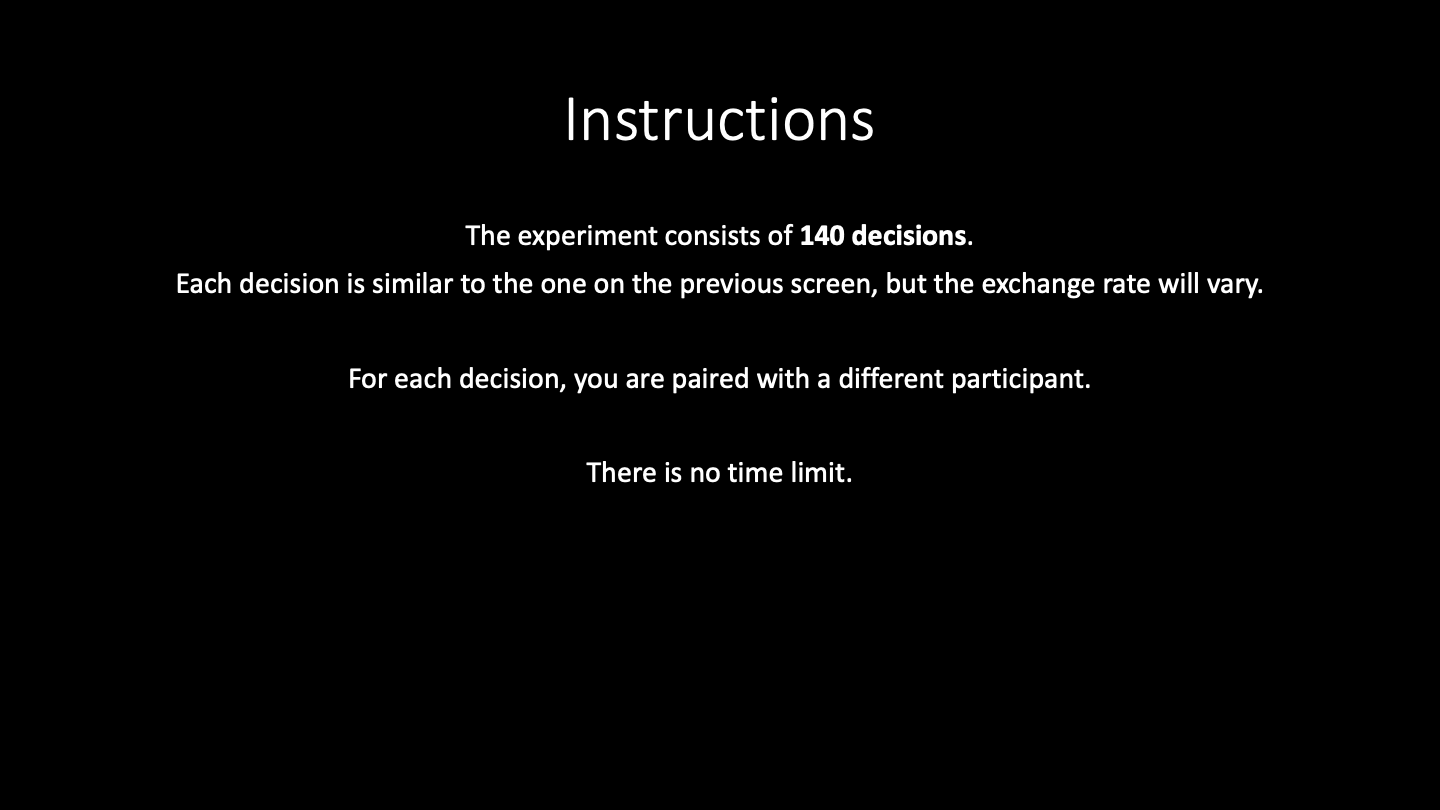 Instructions
The experiment consists of 140 decisions.
Each decision is similar to the one on the previous screen, but the exchange rate will vary.
For each decision, you are paired with a different participant.
There is no time limit.